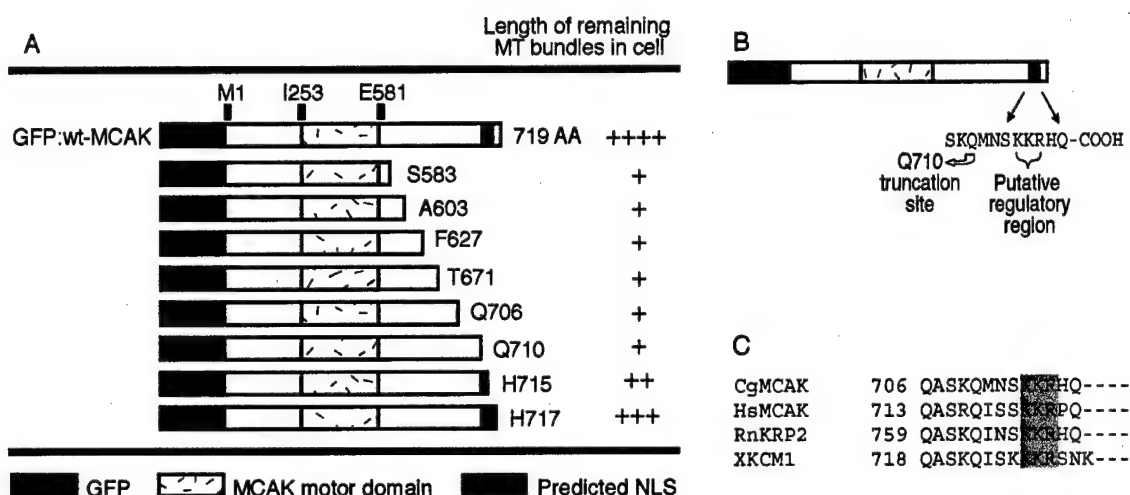 A
Length of remaining
MT bundles in cell
M1 I253 E581
GFP:wt-MCAK 719 AA ++++
S583 +
A603 +
F627 +
T671 +
Q706 +
Q710 +
H715 ++
H717 +++
GFP MCAK motor domain Predicted NLS
B
SKQMNSKKRHQ-COOH
Q710
truncation
site
Putative
regulatory
region
C
CgMCAK 706 QASKQMNSKKRHQ----
HsMCAK 713 QASRQISSKKRPQ----
RnKRP2 759 QASKQINSKKRHQ----
XKCM1 718 QASKQISKKKRSNK---